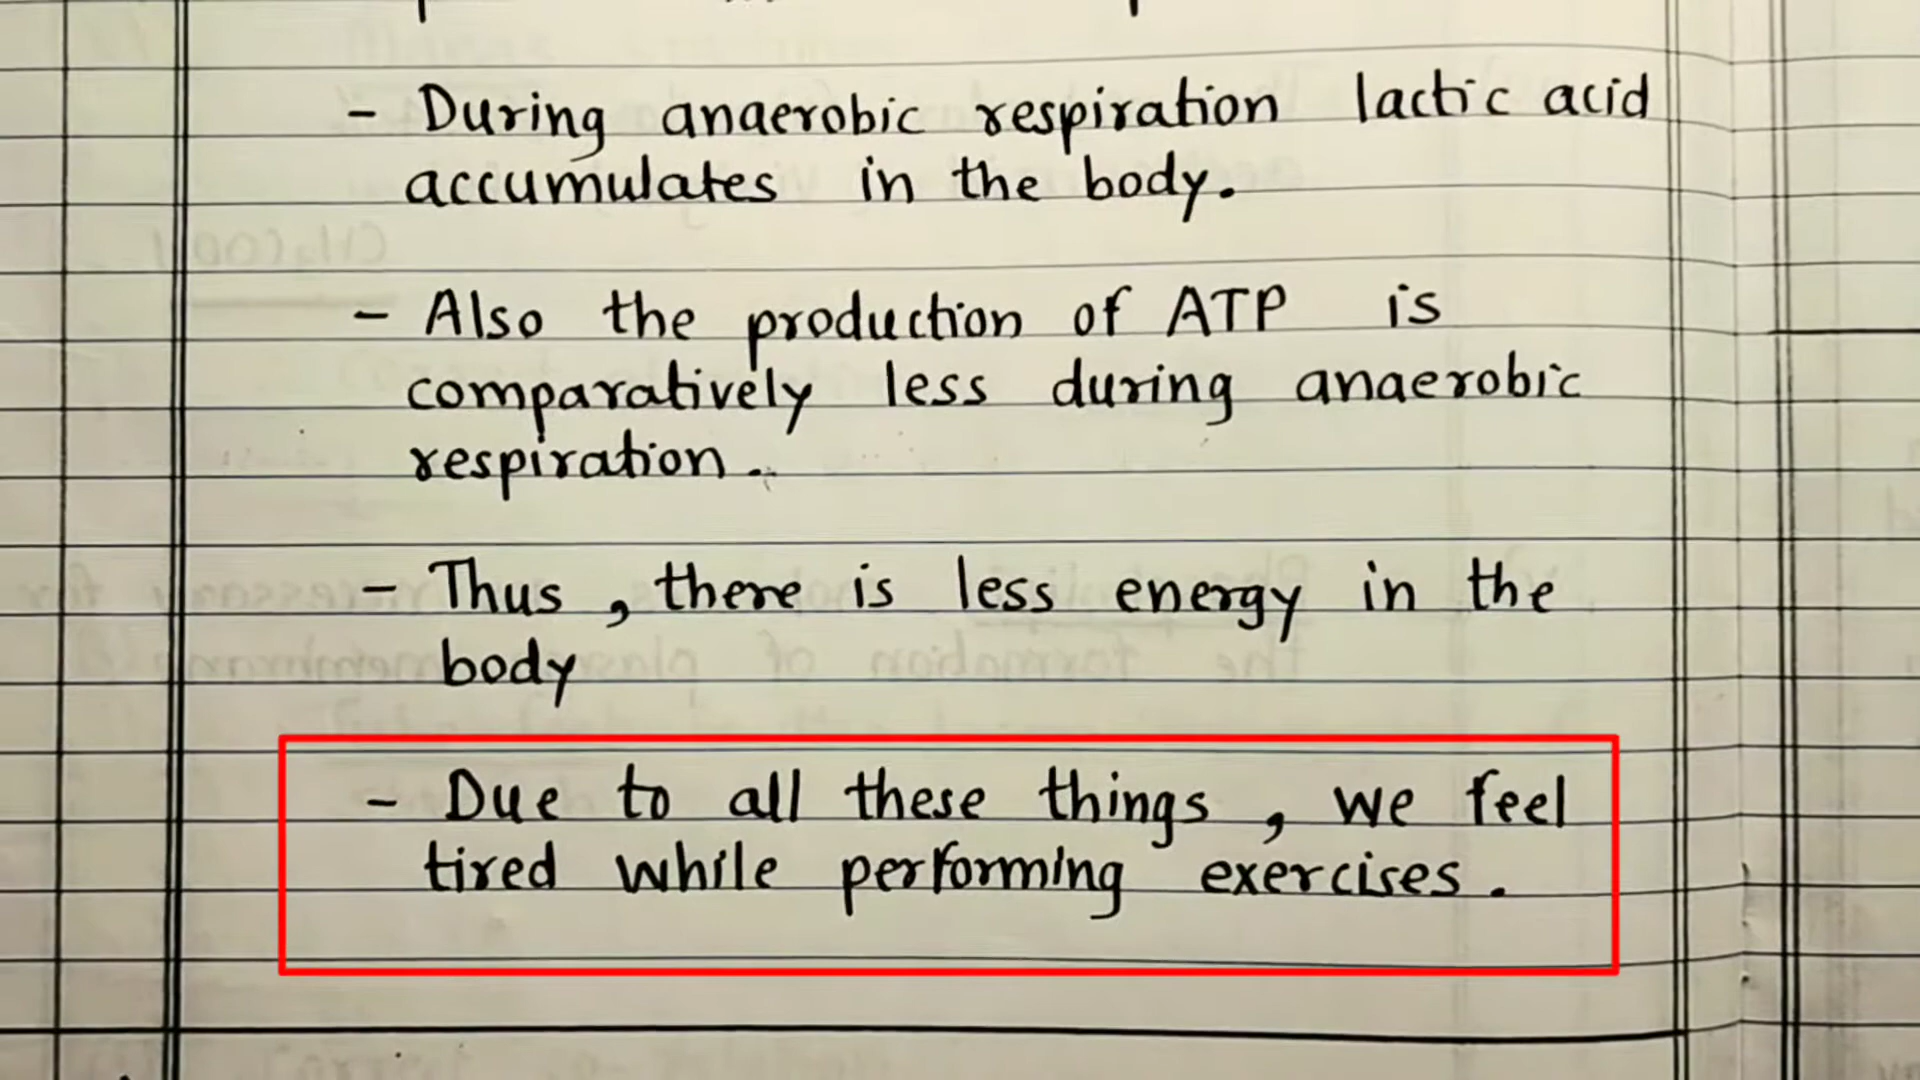 - During anaerobic respiration lactic acid
accumulates in the body.
- Also the production of ATP is
comparatively less during anaerobic
respiration.
- Thus, there is less energy in the
body
- Due to all these things, we feel
tired while performing exercises.